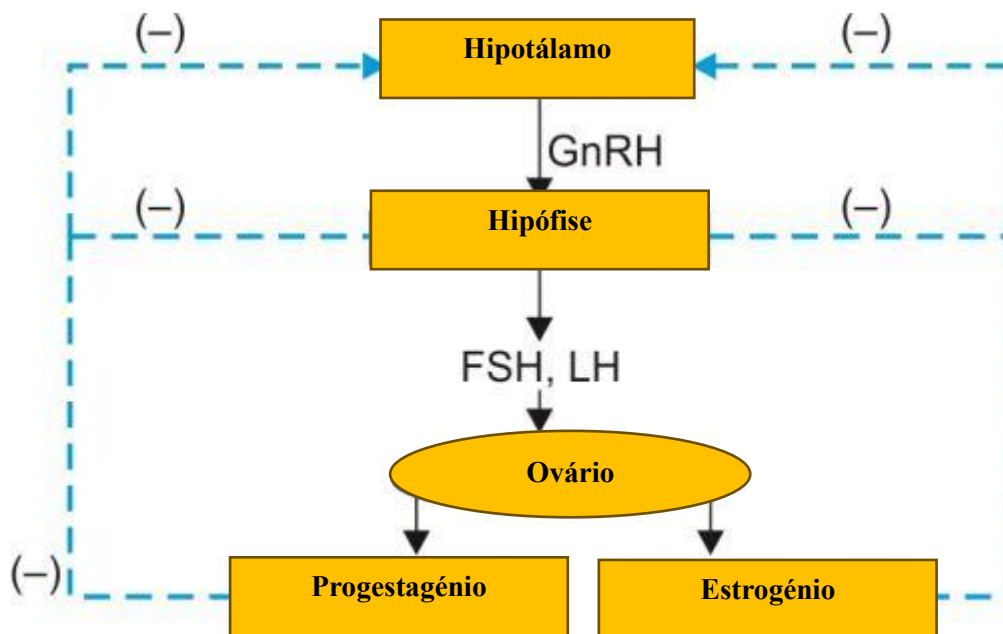 (–)
Hipotálamo
(–)
GnRH
(–)
Hipófise
(–)
FSH, LH
Ovário
(–)
Progestagénio
Estrogénio